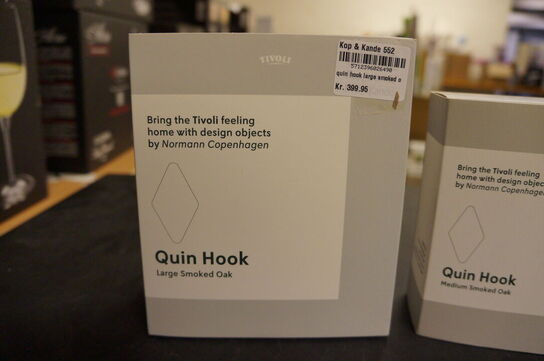 TIVOLI
Kop & Kande 552
quin hook large smoked o
Kr. 399.95
Bring the Tivoli feeling
home with design objects
by Normann Copenhagen
Quin Hook
Large Smoked Oak
Bring the Tivoli feeling
home with design objec
by Normann Copenhage
Quin Hook
Medium Smoked Oak